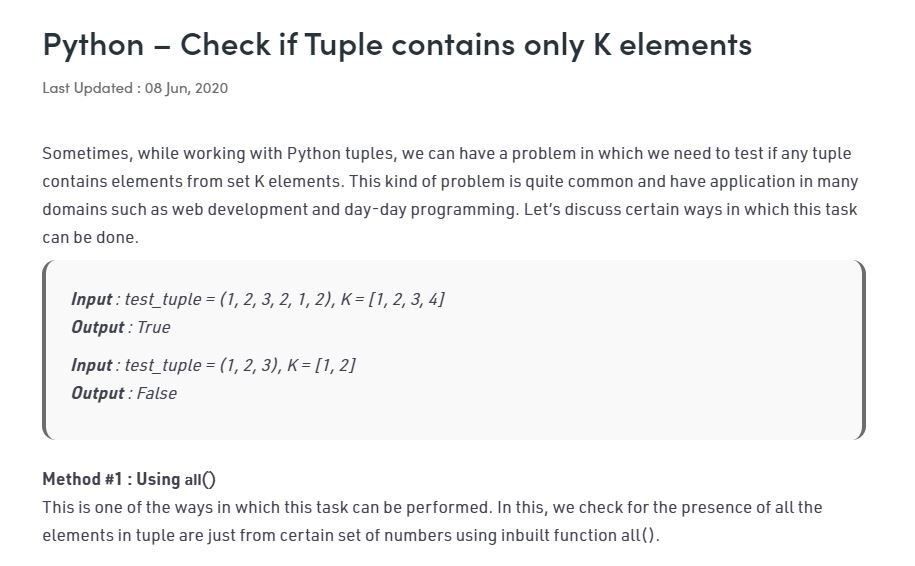 Python – Check if Tuple contains only K elements
Last Updated : 08 Jun, 2020
Sometimes, while working with Python tuples, we can have a problem in which we need to test if any tuple
contains elements from set K elements. This kind of problem is quite common and have application in many
domains such as web development and day-day programming. Let's discuss certain ways in which this task
can be done.
Input : test_tuple = (1, 2, 3, 2, 1, 2), K = [1, 2, 3, 4]
Output : True
Input : test_tuple = (1, 2, 3), K = [1, 2]
Output : False
Method #1 : Using all()
This is one of the ways in which this task can be performed. In this, we check for the presence of all the
elements in tuple are just from certain set of numbers using inbuilt function all().